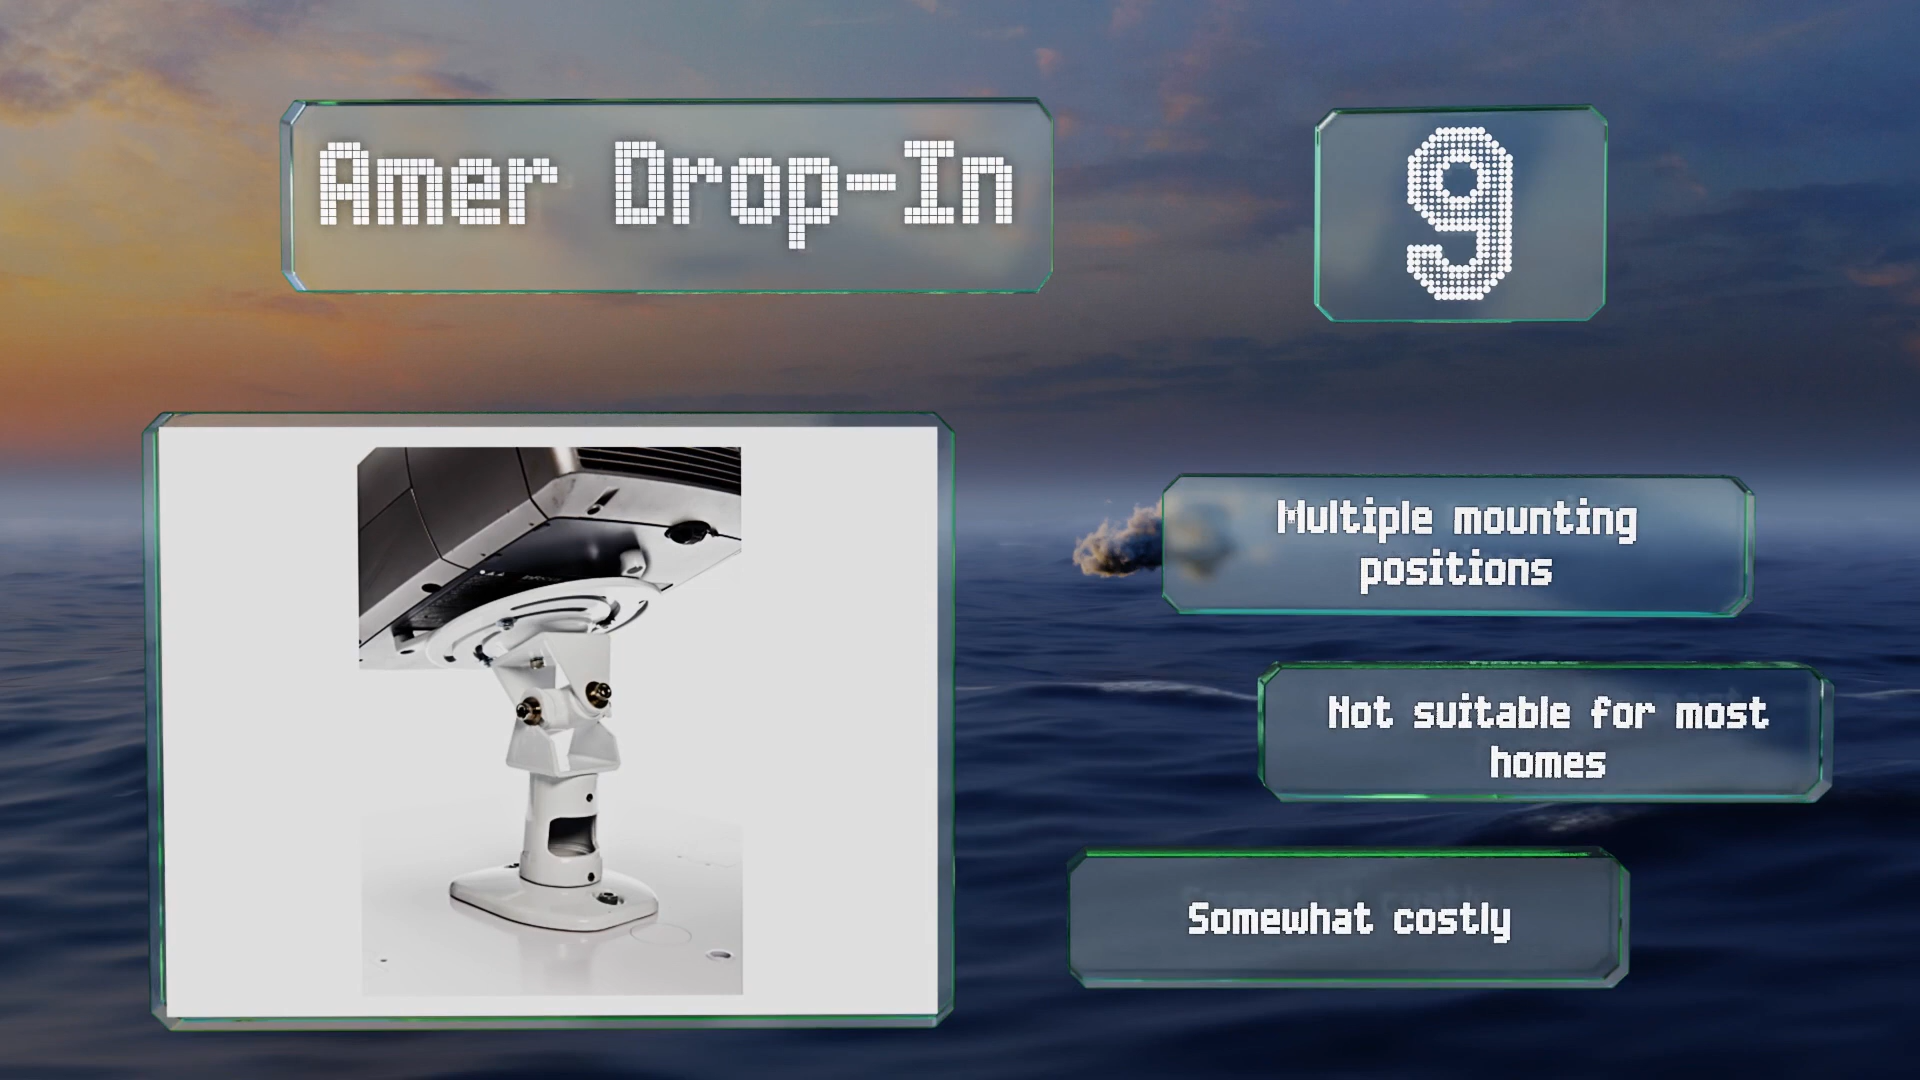 Amer Drop-In
9
Multiple mounting
positions
Not suitable for most
homes
Somewhat costly